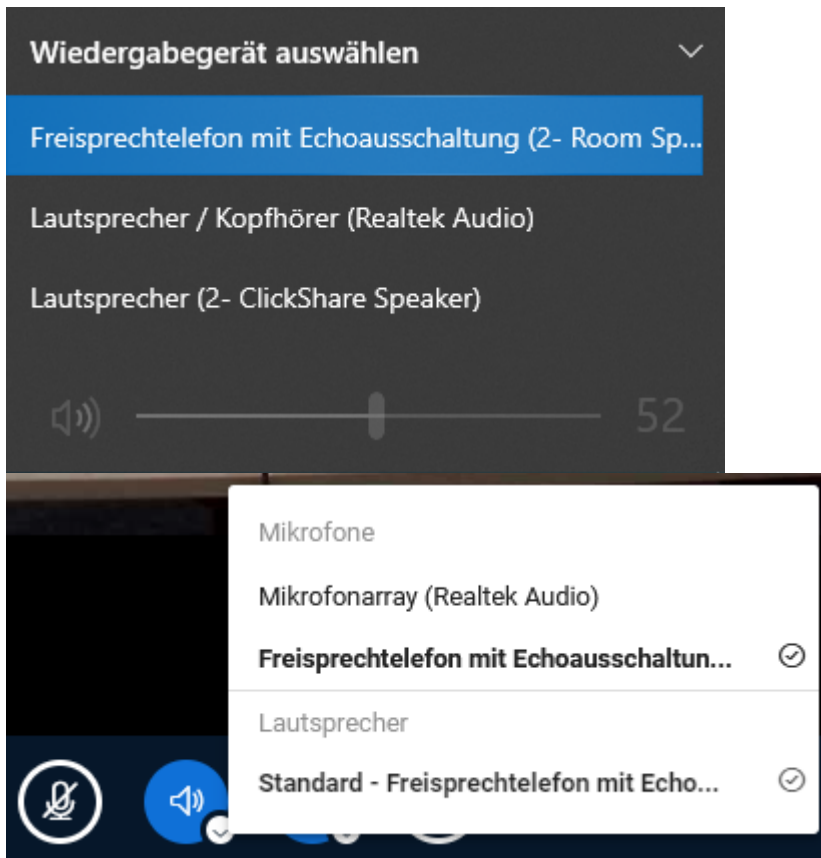 Wiedergabegerät auswählen
Freisprechtelefon mit Echoausschaltung (2- Room Sp...
Lautsprecher / Kopfhörer (Realtek Audio)
Lautsprecher (2- ClickShare Speaker)
52
Mikrofone
Mikrofonarray (Realtek Audio)
Freisprechtelefon mit Echoausschaltun...
Lautsprecher
Standard - Freisprechtelefon mit Echo...